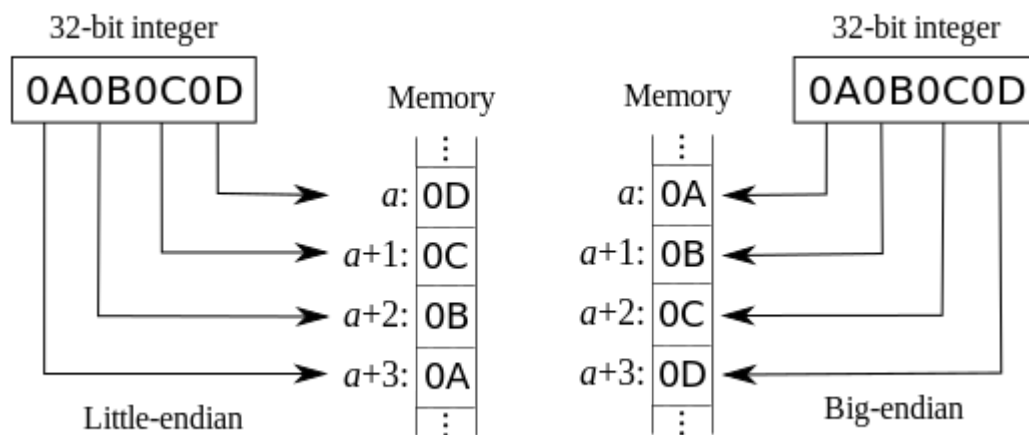 32-bit integer
0A0B0C0D
Memory
⋮
a: 0D
a+1: 0C
a+2: 0B
a+3: 0A
⋮
Little-endian
32-bit integer
0A0B0C0D
Memory
⋮
a: 0A
a+1: 0B
a+2: 0C
a+3: 0D
⋮
Big-endian